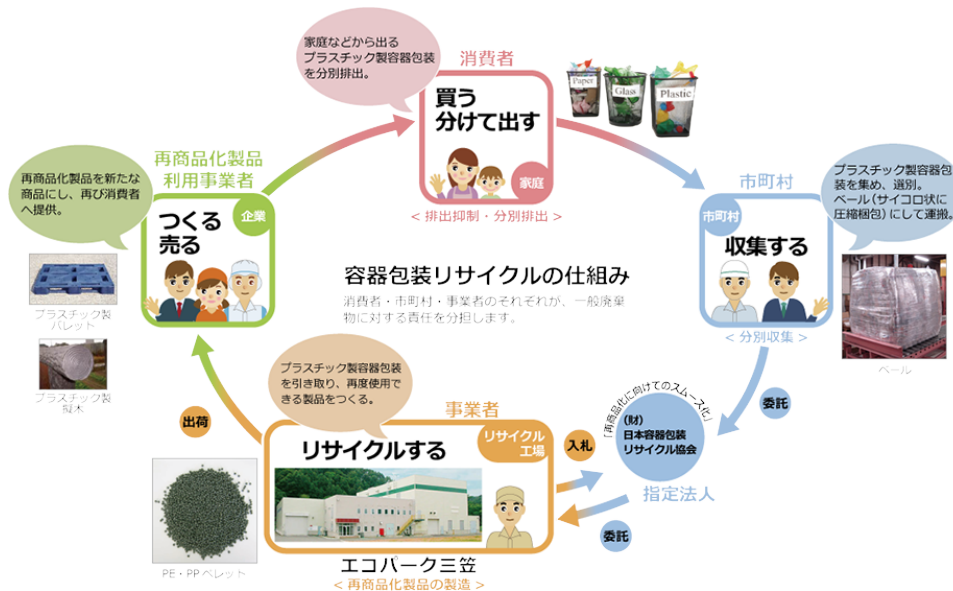 家庭などから出る
プラスチック製容器包装
を分別排出。
消費者
買う
分けて出す
家庭
< 排出抑制・分別排出 >
Paper
Glass
Plastic
市町村
プラスチック製容器包
装を集め、選別。
ベール(サイコロ状に
圧縮梱包)にして運搬。
市町村
収集する
< 分別収集 >
ベール
再商品化製品
利用事業者
再商品化製品を新たな
商品にし、再び消費者
へ提供。
つくる
売る
企業
プラスチック製
パレット
プラスチック製
擬木
容器包装リサイクルの仕組み
消費者・市町村・事業者のそれぞれが、一般廃棄
物に対する責任を分担します。
委託
「再商品化に向けてのスムース化」
(財)
日本容器包装
リサイクル協会
指定法人
入札
委託
プラスチック製容器包装
を引き取り、再度使用で
きる製品をつくる。
事業者
リサイクルする
リサイクル
工場
エコパーク三笠
< 再商品化製品の製造 >
出荷
PE・PP ペレット